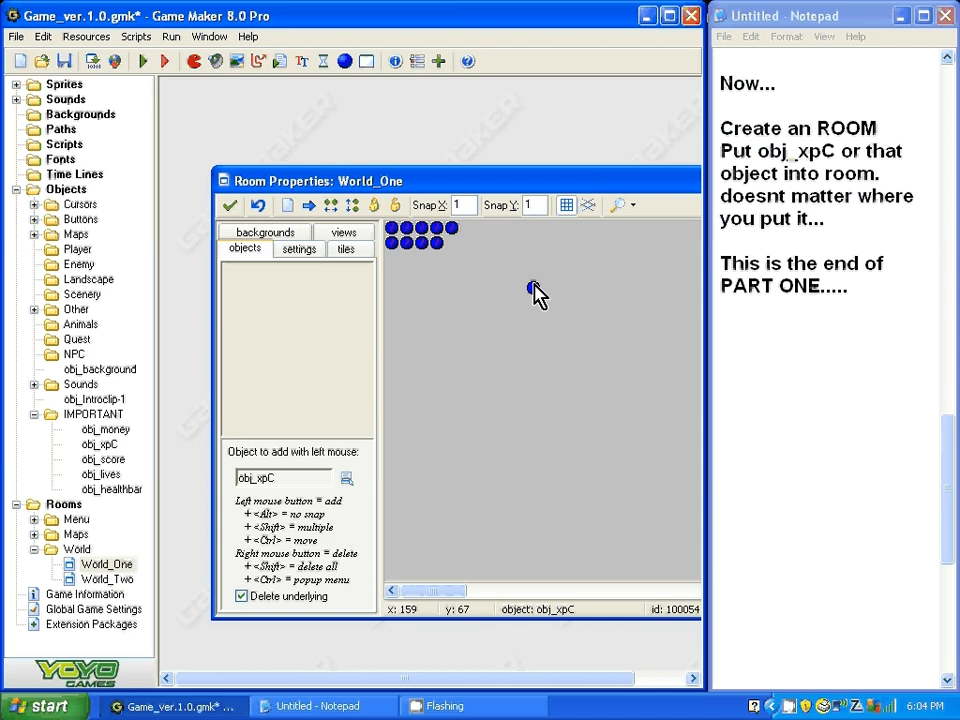 Game_ver.1.0.gmk* - Game Maker 8.0 Pro
File Edit Resources Scripts Run Window Help
Sprites
Sounds
Backgrounds
Paths
Scripts
Fonts
Time Lines
Objects
Cursors
Buttons
Maps
Player
Enemy
Landscape
Scenery
Other
Animals
Quest
NPC
obj_background
Sounds
obj_Introclip-1
IMPORTANT
obj_money
obj_xpC
obj_score
obj_lives
obj_healthbar
Rooms
Menu
Maps
World
World_One
World_Two
Game Information
Global Game Settings
Extension Packages
YOYO
GAMES
GAME MAKER
Room Properties: World_One
Snap X: 1 Snap Y: 1
backgrounds views
objects settings tiles
Object to add with left mouse:
obj_xpC
Left mouse button = add
+ <Alt> = no snap
+ <Shift> = multiple
+ <Ctrl> = move
Right mouse button = delete
+ <Shift> = delete all
+ <Ctrl> = popup menu
Delete underlying
x: 159 y: 67 object: obj_xpC id: 100054
Untitled - Notepad
File Edit Format View Help
Now...
Create an ROOM
Put obj_xpC or that
object into room.
doesnt matter where
you put it...
This is the end of
PART ONE.....
start Game_ver.1.0.gmk* ... Untitled - Notepad Flashing 6:04 PM